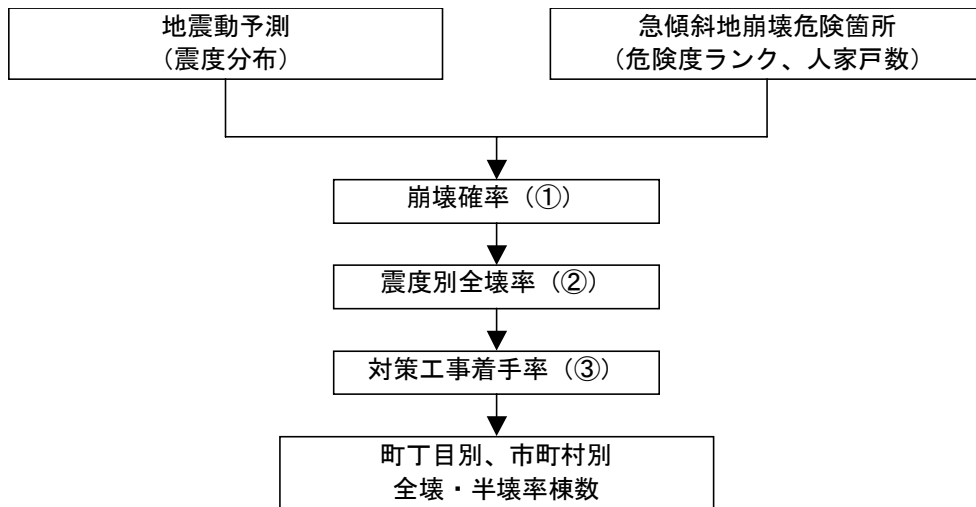 地震動予測
（震度分布）
急傾斜地崩壊危険箇所
（危険度ランク、人家戸数）
崩壊確率（①）
震度別全壊率（②）
対策工事着手率（③）
町丁目別、市町村別
全壊・半壊率棟数